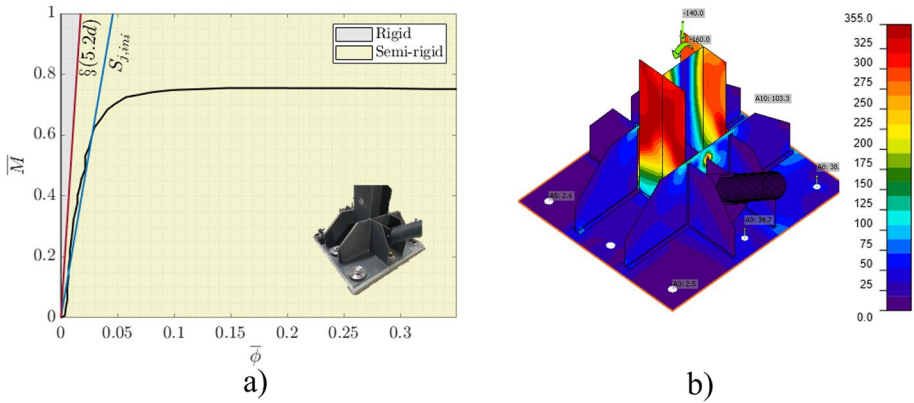 1
0.8
0.6
0.4
0.2
0
M
§(5.2d)
S_j,ini
Rigid
Semi-rigid
0 0.05 0.1 0.15 0.2 0.25 0.3
ϕ
a)
-140.0
-160.0
A10: 103.3
A5: 2.6
A8: 38.
A9: 34.7
A3: 2.5
355.0
325
300
275
250
225
200
175
150
125
100
75
50
25
0.0
b)